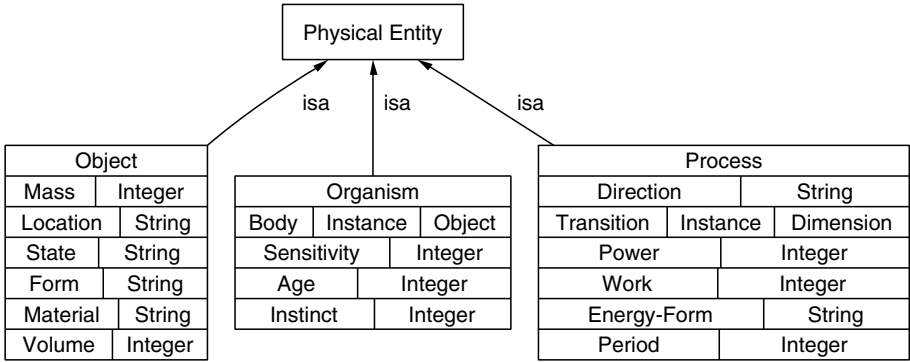 Physical Entity
isa
isa
isa
Object
Mass Integer
Location String
State String
Form String
Material String
Volume Integer
Organism
Body Instance Object
Sensitivity Integer
Age Integer
Instinct Integer
Process
Direction String
Transition Instance Dimension
Power Integer
Work Integer
Energy-Form String
Period Integer